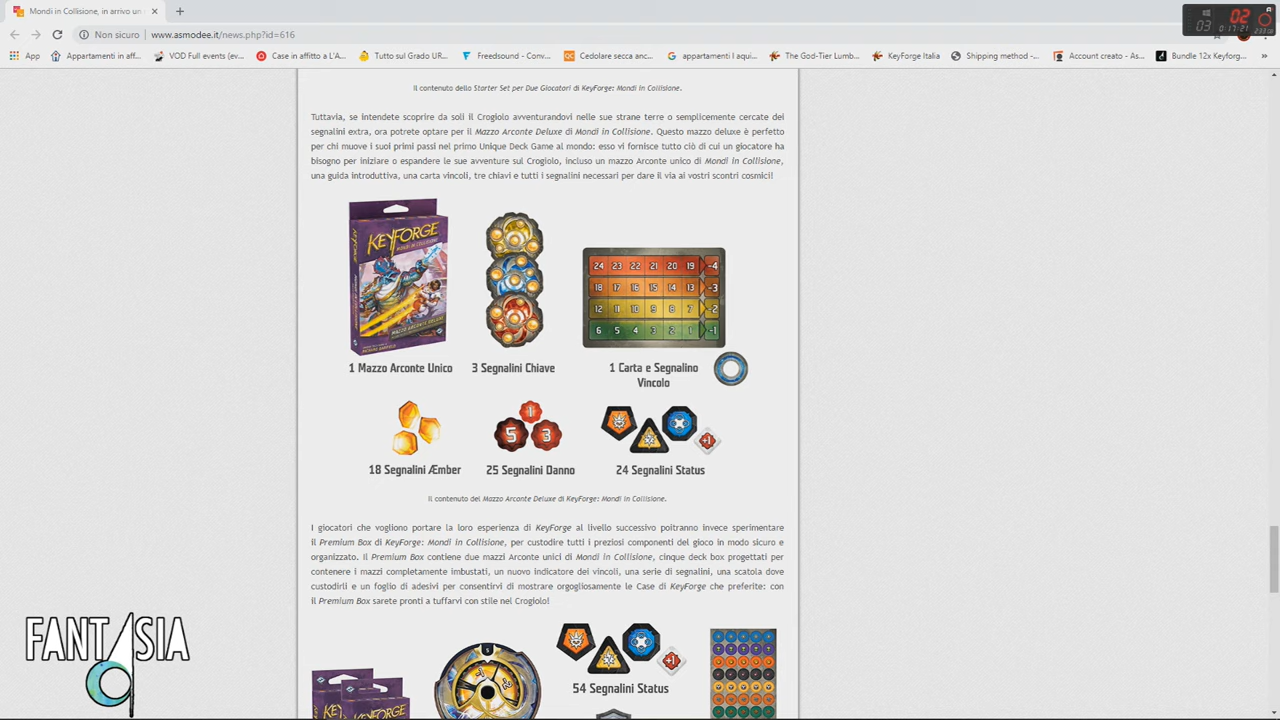 Mondi in Collisione, in arrivo un
02
03
0:17:21
Non sicuro
www.asmodee.it/news.php?id=616
App
Appartamenti in aff...
VOD Full events (ev...
Case in affitto a L'A...
Tutto sul Grado UR...
Freedsound - Conv...
Cedolare secca anc...
appartamenti l aqui...
The God-Tier Lumb...
KeyForge Italia
Shipping method -...
Account create - As...
Bundle 12x Keyforg...
Il contenuto dello Starter Set per Due Giocatori di KeyForge: Mondi in Collisione.
Tuttavia, se intendete scoprire da soli il Crogiolo avventurandovi nelle sue strane terre o semplicemente cercate dei
segnalini extra, ora potrete optare per il Mazzo Arconte Deluxe di Mondi in Collisione. Questo mazzo deluxe è perfetto
per chi muove i suoi primi passi nel primo Unique Deck Game al mondo: esso vi fornisce tutto ciò di cui un giocatore ha
bisogno per iniziare o espandere le sue avventure sul Crogiolo, incluso un mazzo Arconte unico di Mondi in Collisione,
una guida introduttiva, una carta vincoli, tre chiavi e tutti i segnalini necessari per dare il via ai vostri scontri cosmici!
KEYFORGE
MONDI IN COLLISIONE
MAZZO ARCONTE DELUXE
24 23 22 21 20 19 -4
18 17 16 15 14 13 -3
12 11 10 9 8 7 -2
6 5 4 3 2 1 -1
1 Mazzo Arconte Unico
3 Segnalini Chiave
1 Carta e Segnalino
Vincolo
1
5
3
+1
18 Segnalini Æmber
25 Segnalini Danno
24 Segnalini Status
Il contenuto del Mazzo Arconte Deluxe di KeyForge: Mondi in Collisione.
I giocatori che vogliono portare la loro esperienza di KeyForge al livello successivo poitranno invece sperimentare
il Premium Box di KeyForge: Mondi in Collisione, per custodire tutti i preziosi componenti del gioco in modo sicuro e
organizzato. Il Premium Box contiene due mazzi Arconte unici di Mondi in Collisione, cinque deck box progettati per
contenere i mazzi completamente imbustati, un nuovo indicatore dei vincoli, una serie di segnalini, una scatola dove
custodirli e un foglio di adesivi per consentirvi di mostrare orgogliosamente le Case di KeyForge che preferite: con
il Premium Box sarete pronti a tuffarvi con stile nel Crogiolo!
FANTASIA
5
+1
54 Segnalini Status